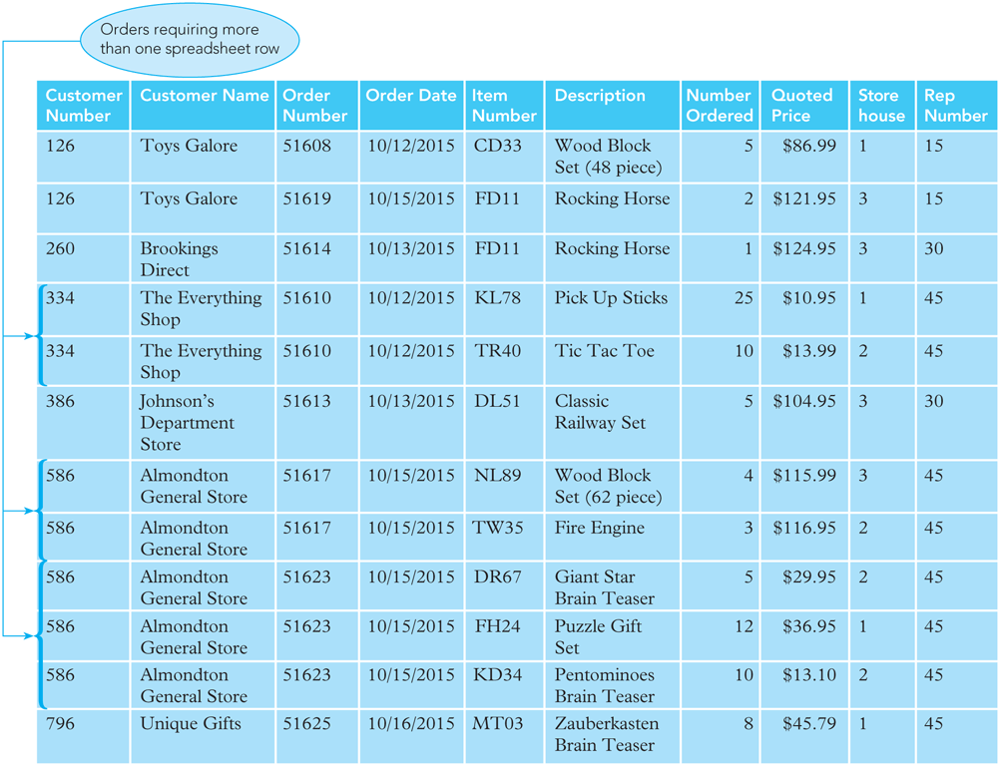 Orders requiring more
than one spreadsheet row
Customer Number Customer Name Order Number Order Date Item Number Description Number Ordered Quoted Price Store house Rep Number
126 Toys Galore 51608 10/12/2015 CD33 Wood Block Set (48 piece) 5 $86.99 1 15
126 Toys Galore 51619 10/15/2015 FD11 Rocking Horse 2 $121.95 3 15
260 Brookings Direct 51614 10/13/2015 FD11 Rocking Horse 1 $124.95 3 30
334 The Everything Shop 51610 10/12/2015 KL78 Pick Up Sticks 25 $10.95 1 45
334 The Everything Shop 51610 10/12/2015 TR40 Tic Tac Toe 10 $13.99 2 45
386 Johnson's Department Store 51613 10/13/2015 DL51 Classic Railway Set 5 $104.95 3 30
586 Almondton General Store 51617 10/15/2015 NL89 Wood Block Set (62 piece) 4 $115.99 3 45
586 Almondton General Store 51617 10/15/2015 TW35 Fire Engine 3 $116.95 2 45
586 Almondton General Store 51623 10/15/2015 DR67 Giant Star Brain Teaser 5 $29.95 2 45
586 Almondton General Store 51623 10/15/2015 FH24 Puzzle Gift Set 12 $36.95 1 45
586 Almondton General Store 51623 10/15/2015 KD34 Pentominoes Brain Teaser 10 $13.10 2 45
796 Unique Gifts 51625 10/16/2015 MT03 Zauberkasten Brain Teaser 8 $45.79 1 45